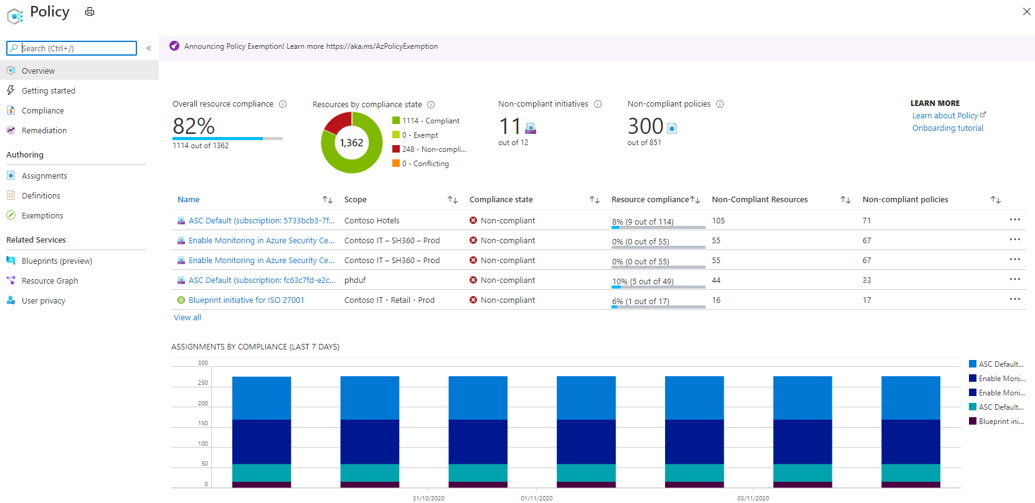 Policy
Search (Ctrl+/)
«
Overview
Getting started
Compliance
Remediation
Authoring
Assignments
Definitions
Exemptions
Related Services
Blueprints (preview)
Resource Graph
User privacy
Announcing Policy Exemption! Learn more https://aka.ms/AzPolicyExemption
Overall resource compliance
82%
1114 out of 1362
Resources by compliance state
1,362
1114 - Compliant
0 - Exempt
248 - Non-compli...
0 - Conflicting
Non-compliant initiatives
11
out of 12
Non-compliant policies
300
out of 851
LEARN MORE
Learn about Policy
Onboarding tutorial
Name Scope Compliance state Resource compliance Non-Compliant Resources Non-compliant policies
ASC Default (subscription: 5733bcb3-7f... Contoso Hotels Non-compliant 8% (9 out of 114) 105 71 ...
Enable Monitoring in Azure Security Ce... Contoso IT – SH360 – Prod Non-compliant 0% (0 out of 55) 55 67 ...
Enable Monitoring in Azure Security Ce... Contoso IT – SH360 – Prod Non-compliant 0% (0 out of 55) 55 67 ...
ASC Default (subscription: fc63c7fd-e2c... phduf Non-compliant 10% (5 out of 49) 44 33 ...
Blueprint initiative for ISO 27001 Contoso IT - Retail - Prod Non-compliant 6% (1 out of 17) 16 17 ...
View all
ASSIGNMENTS BY COMPLIANCE (LAST 7 DAYS)
300
250
200
150
100
50
0
31/10/2020 01/11/2020 03/11/2020
ASC Default...
Enable Moni...
Enable Moni...
ASC Default...
Blueprint ini...